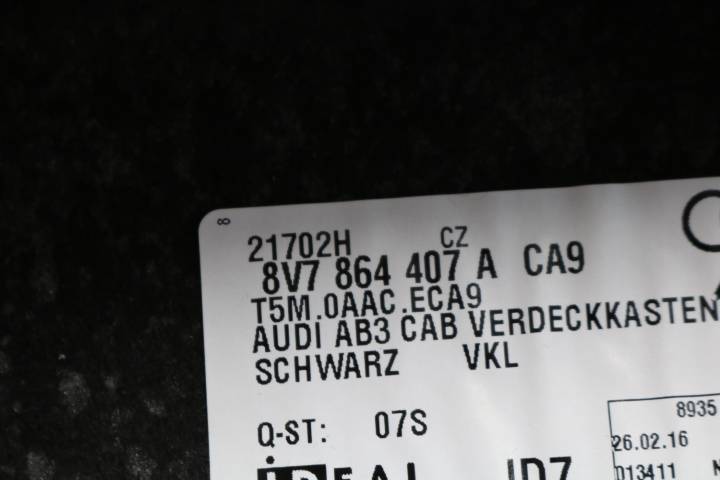 8
21702H CZ
8V7 864 407 A CA9
T5M.0AAC.ECA9
AUDI AB3 CAB VERDECKKASTEN
SCHWARZ VKL
Q-ST: 07S
8935
26.02.16
D13411 N